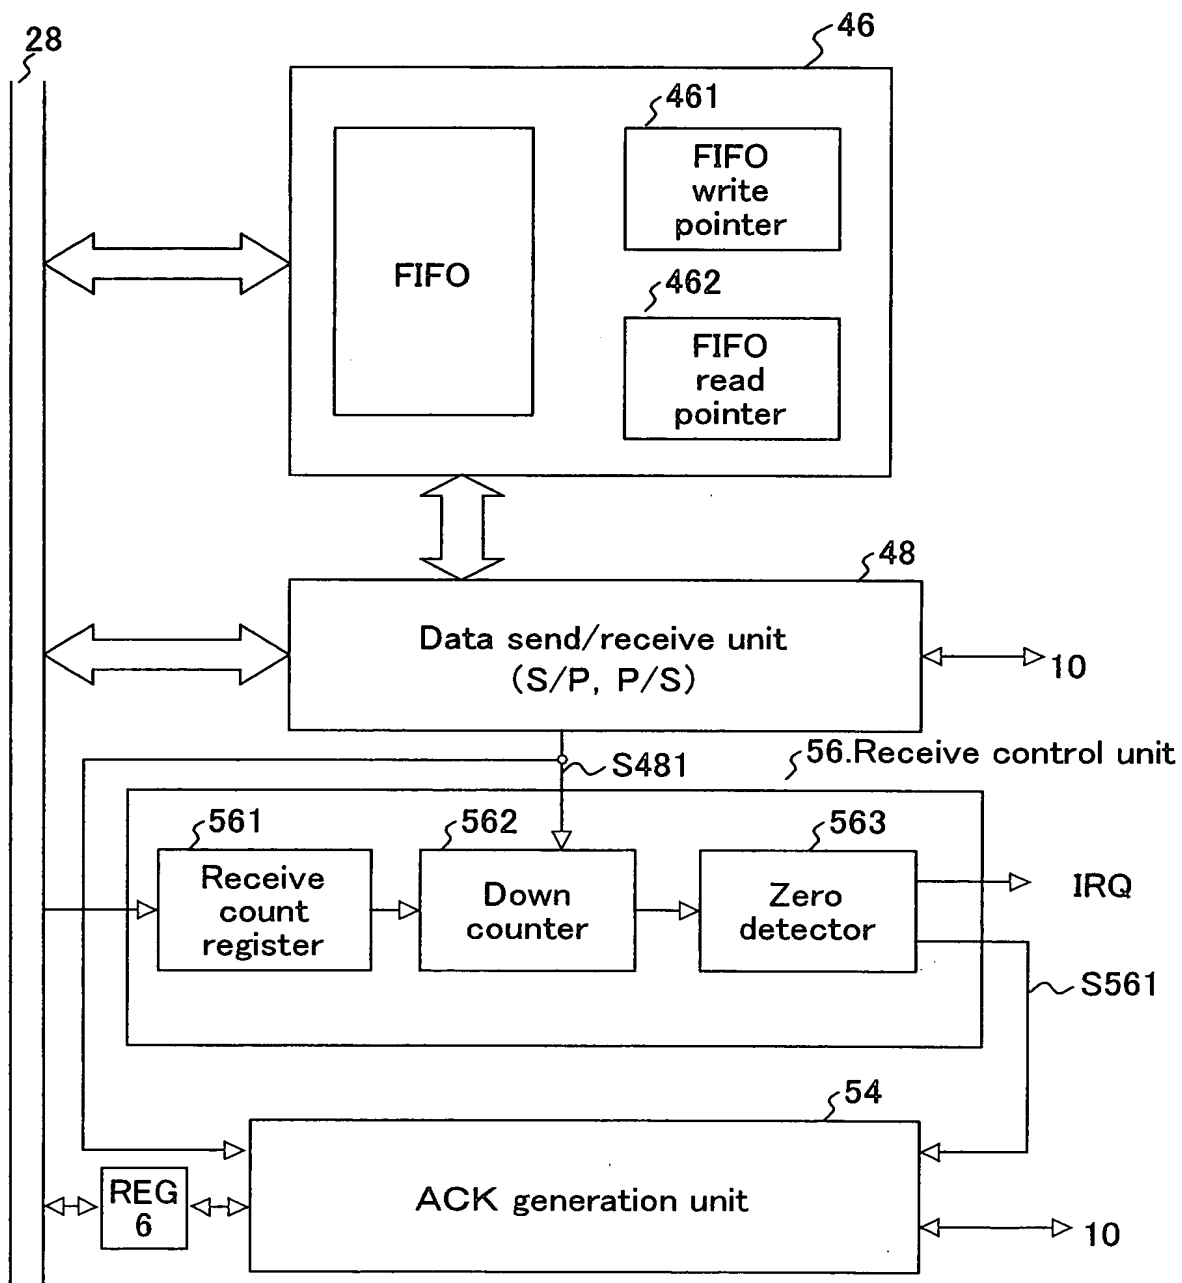 28
46
461
FIFO
write
pointer
FIFO
462
FIFO
read
pointer
48
Data send/receive unit
(S/P, P/S)
10
56.Receive control unit
S481
561
562
563
Receive
count
register
Down
counter
Zero
detector
IRQ
S561
54
REG
6
ACK generation unit
10